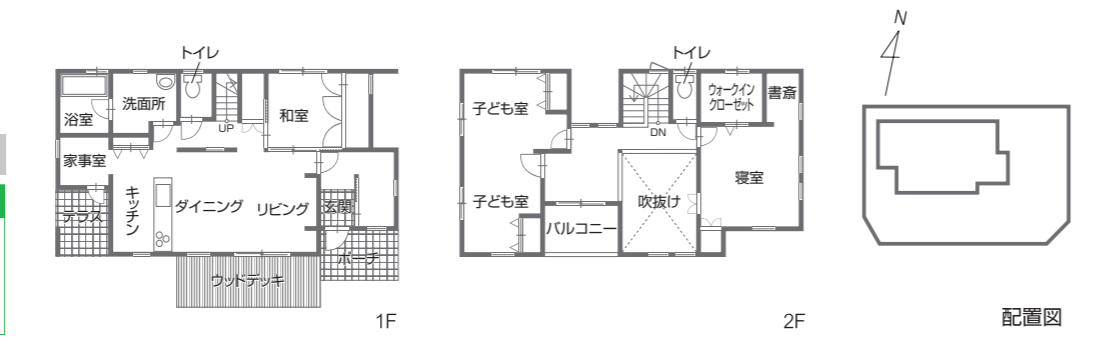 トイレ
浴室
洗面所
UP
和室
家事室
キッチン
ダイニング
リビング
玄関
テラス
ポーチ
ウッドデッキ
1F
トイレ
子ども室
ウォークイン
クローゼット
書斎
DN
子ども室
寝室
吹抜け
バルコニー
2F
N
配置図